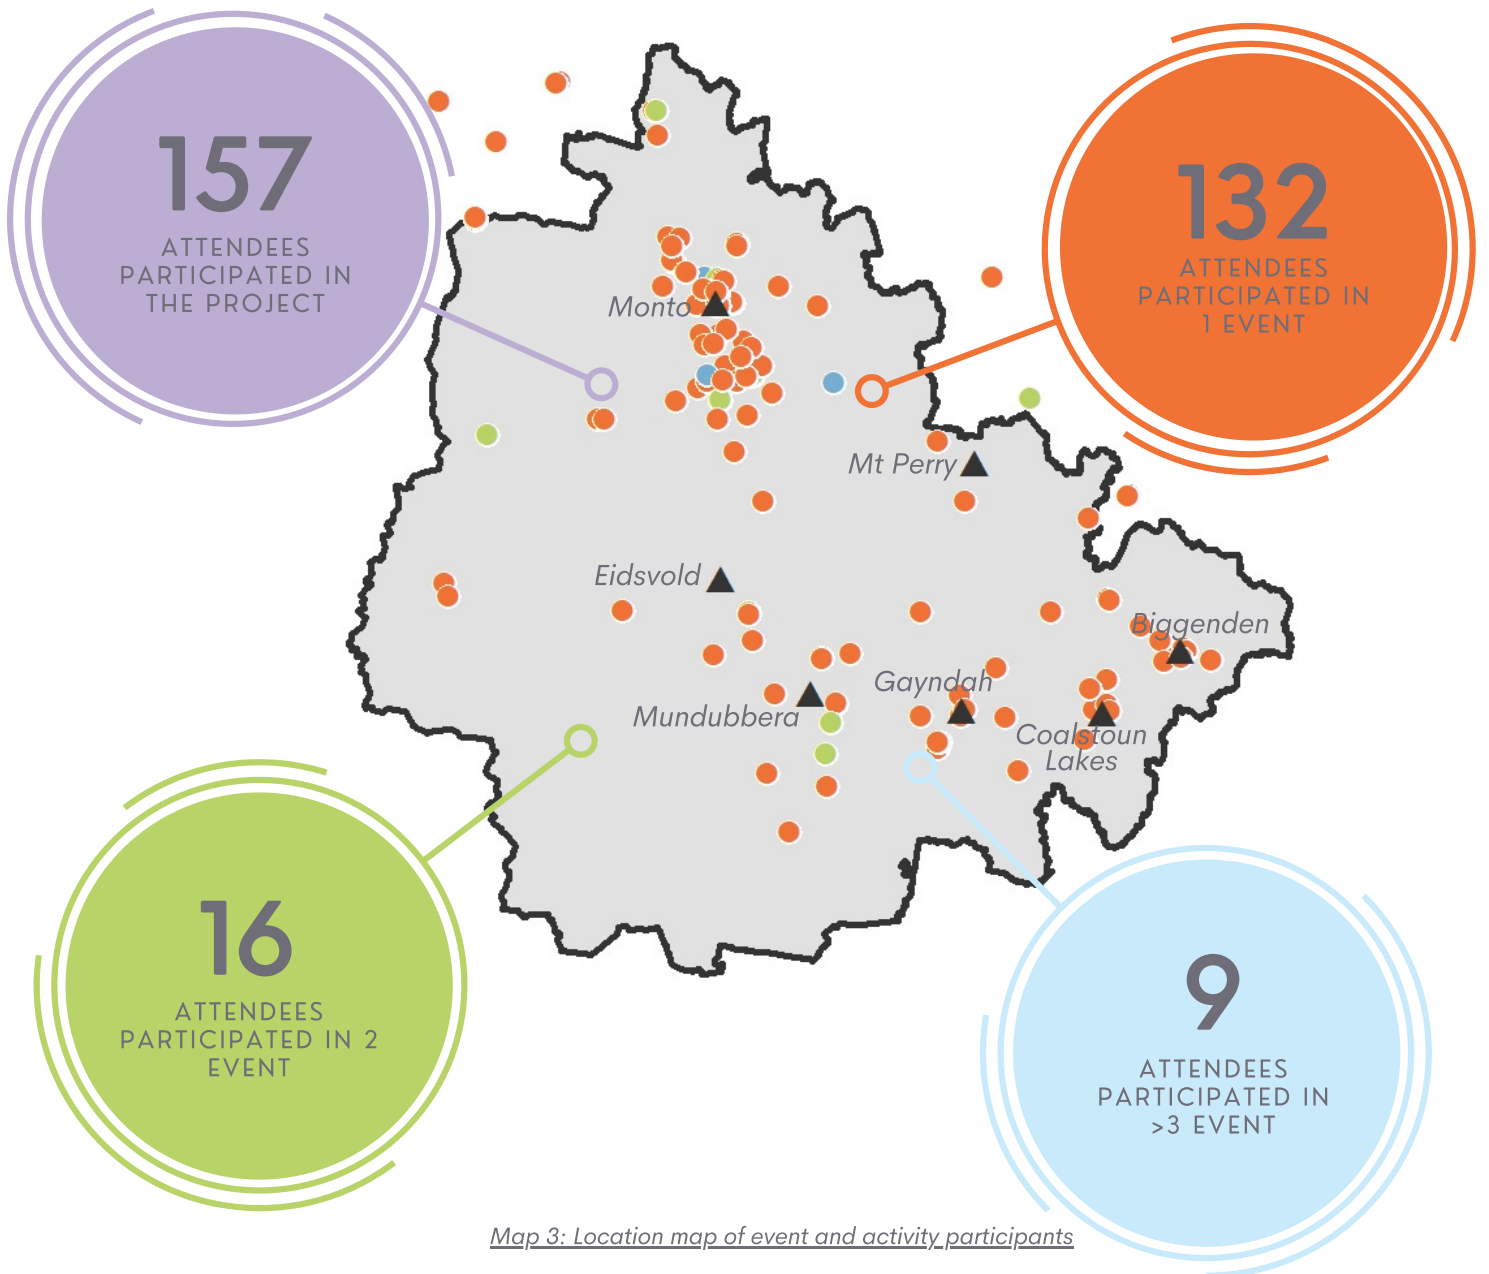 157
ATTENDEES
PARTICIPATED IN
THE PROJECT
132
ATTENDEES
PARTICIPATED IN
1 EVENT
Monto
Mt Perry
Eidsvold
Biggenden
Gayndah
Mundubbera
Coalstoun
Lakes
16
ATTENDEES
PARTICIPATED IN 2
EVENT
9
ATTENDEES
PARTICIPATED IN
>3 EVENT
Map 3: Location map of event and activity participants